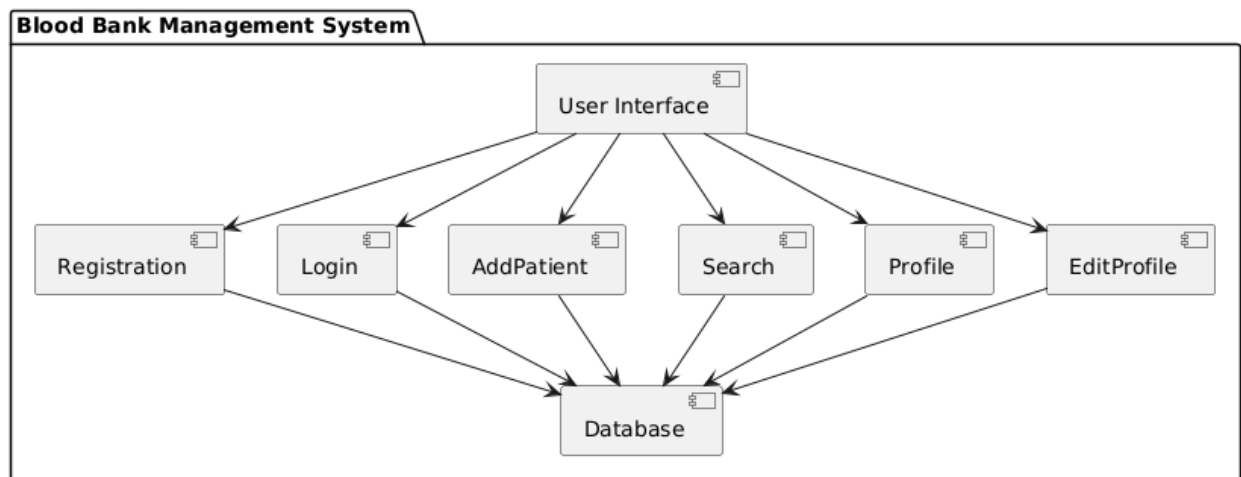 Blood Bank Management System
User Interface
Registration
Login
AddPatient
Search
Profile
EditProfile
Database